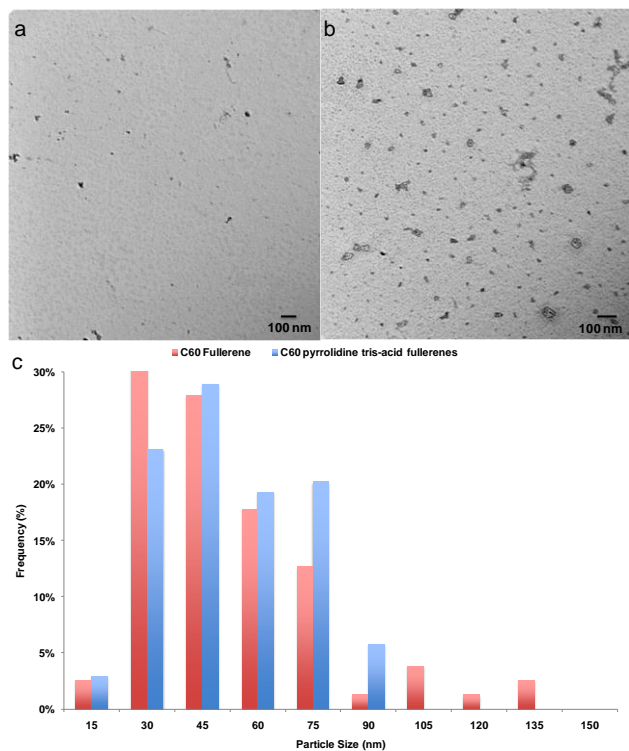 a
b
100 nm
100 nm
C60 Fullerene C60 pyrrolidine tris-acid fullerenes
c
30%
25%
20%
15%
10%
5%
0%
Frequency (%)
15 30 45 60 75 90 105 120 135 150
Particle Size (nm)